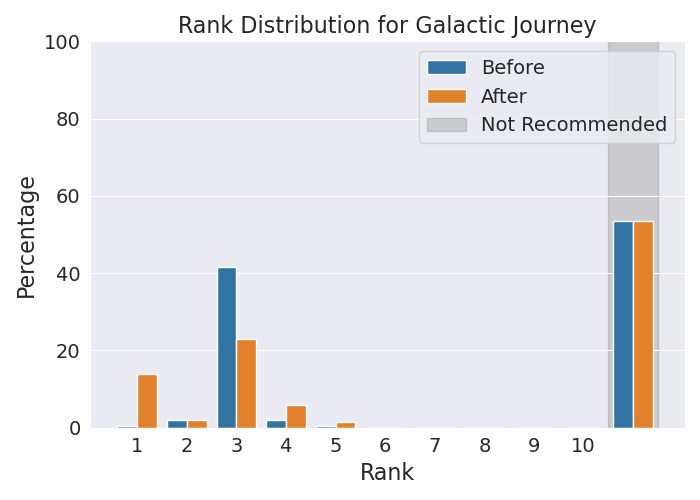 Rank Distribution for Galactic Journey
100
80
60
40
20
0
Percentage
Before
After
Not Recommended
1 2 3 4 5 6 7 8 9 10
Rank